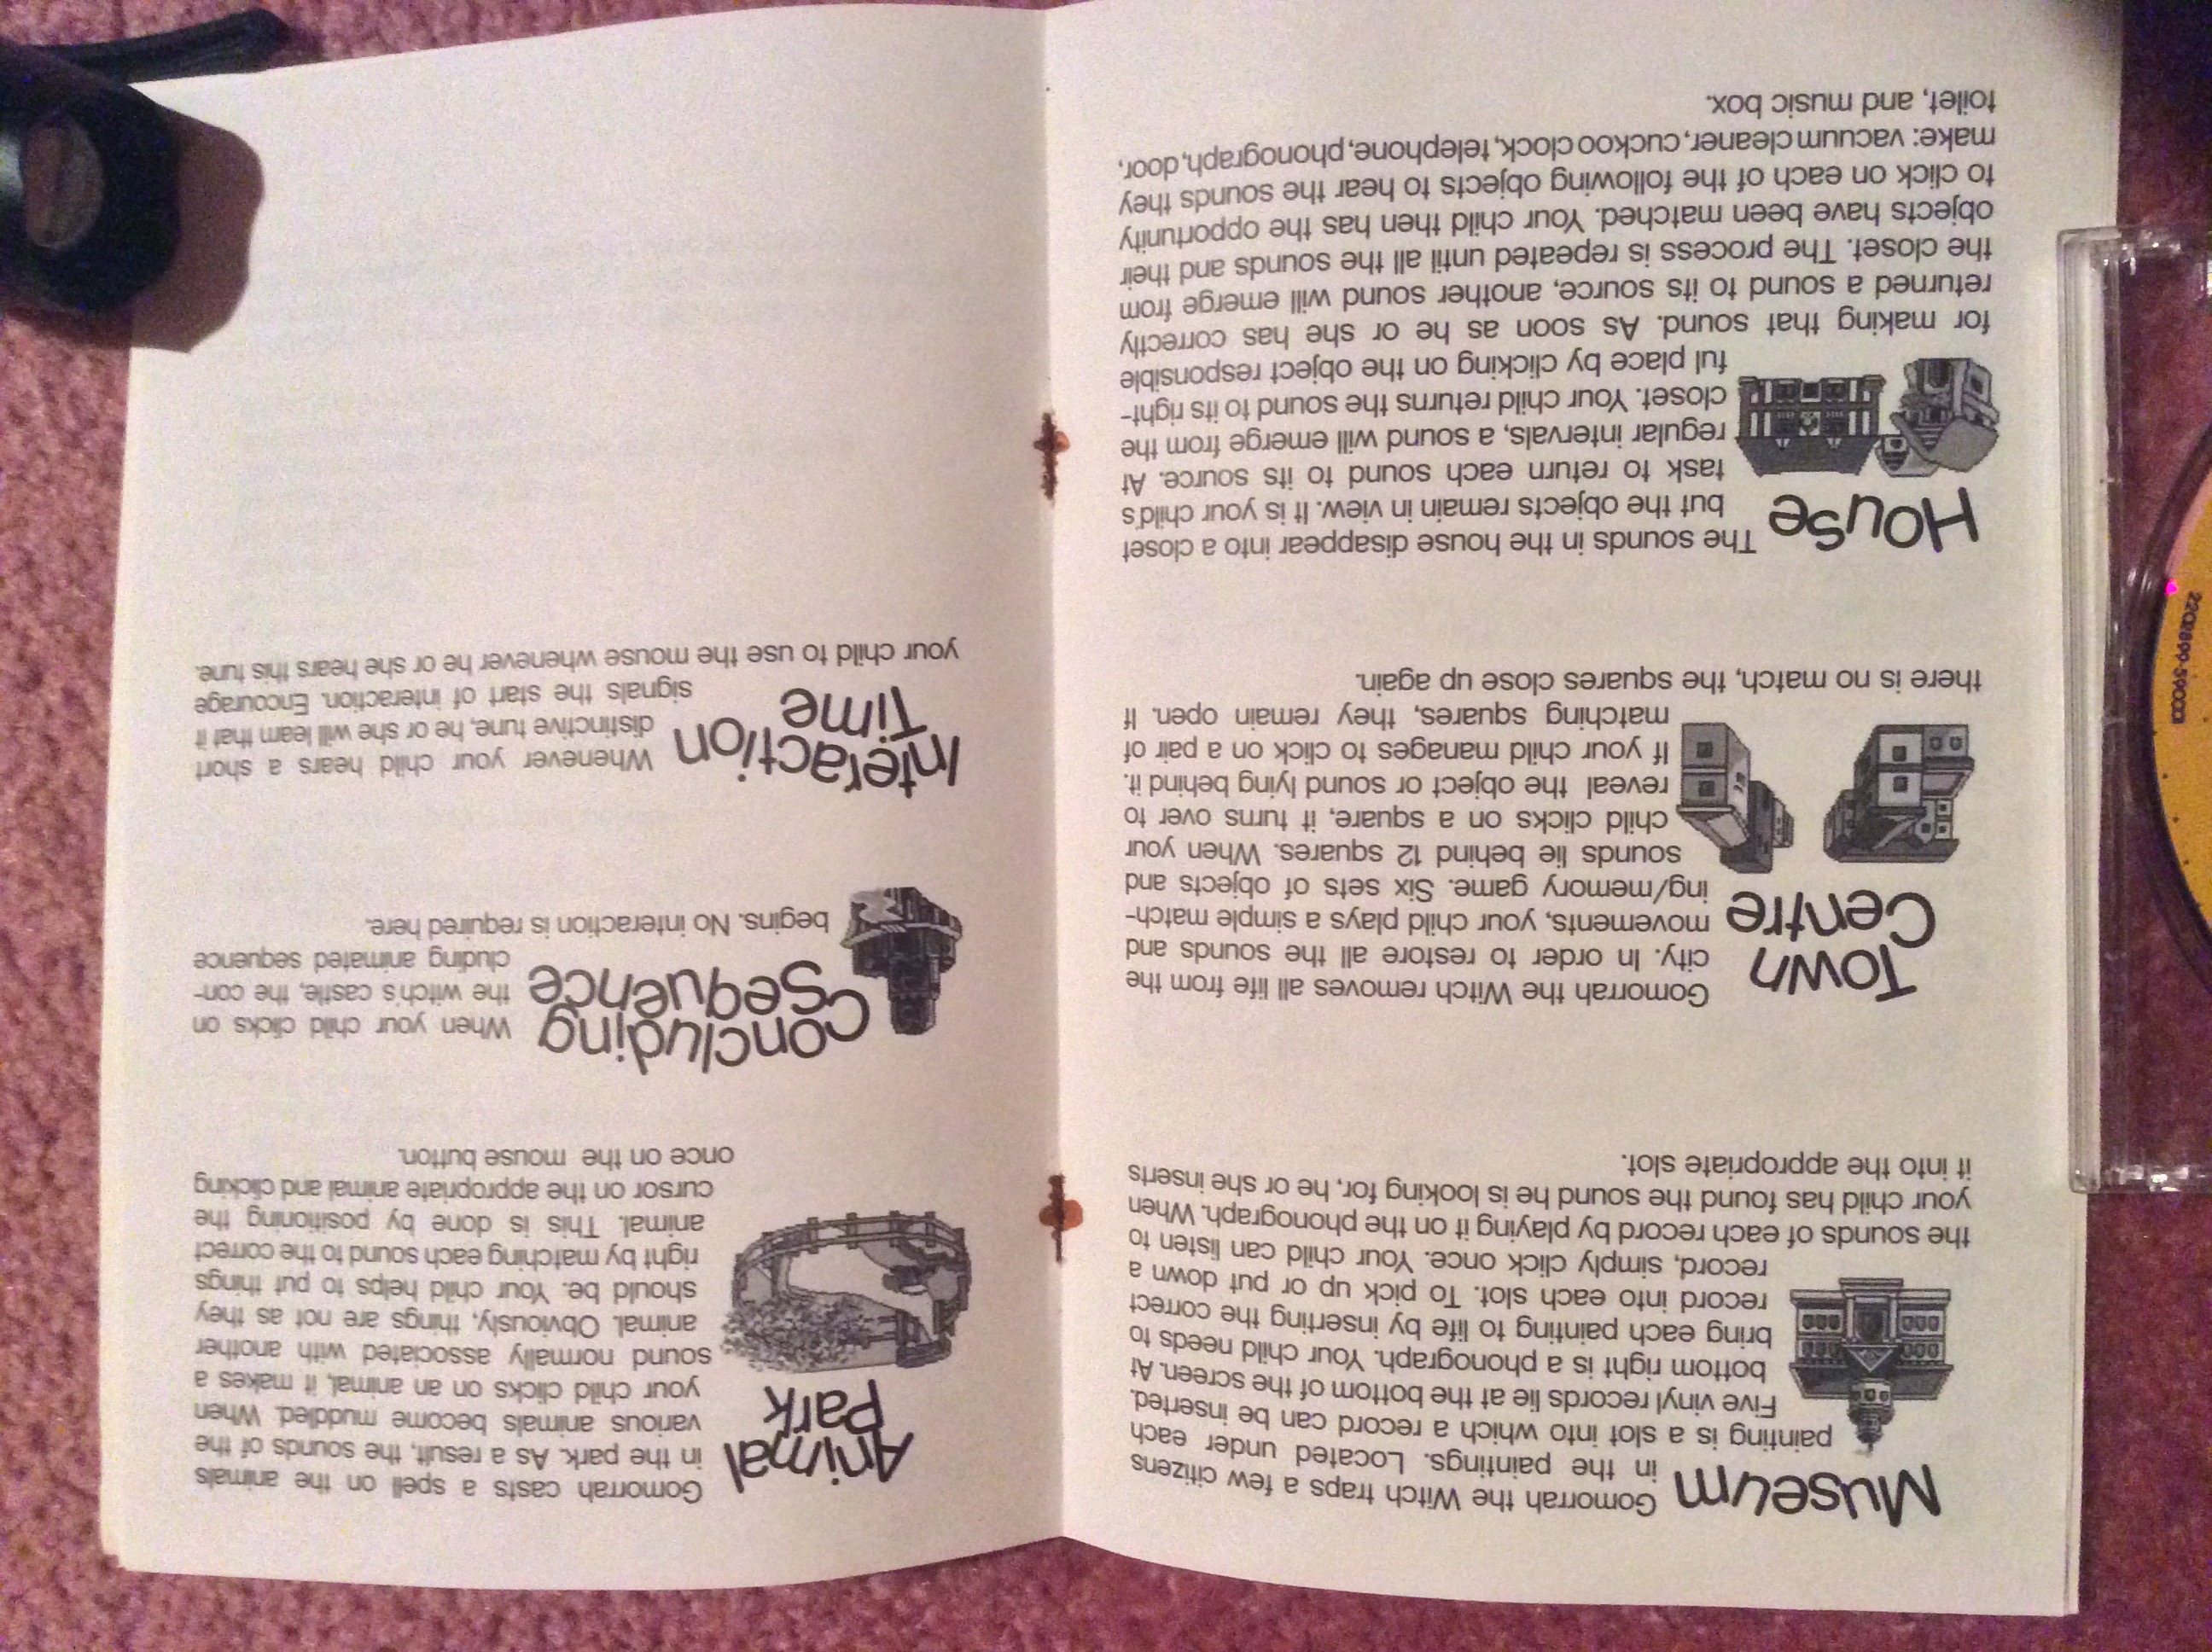 Museum
Gomorrah the Witch traps a few citizens
in the paintings. Located under each
painting is a slot into which a record can be inserted.
Five vinyl records lie at the bottom of the screen. At
bottom right is a phonograph. Your child needs to
bring each painting to life by inserting the correct
record into each slot. To pick up or put down a
record, simply click once. Your child can listen to
the sounds of each record by playing it on the phonograph. When
your child has found the sound he is looking for, he or she inserts
it into the appropriate slot.
Town
Centre
Gomorrah the Witch removes all life from the
city. In order to restore all the sounds and
movements, your child plays a simple match-
ing/memory game. Six sets of objects and
sounds lie behind 12 squares. When your
child clicks on a square, it turns over to
reveal the object or sound lying behind it.
If your child manages to click on a pair of
matching squares, they remain open. If
there is no match, the squares close up again.
House
The sounds in the house disappear into a closet
but the objects remain in view. It is your child's
task to return each sound to its source. At
regular intervals, a sound will emerge from the
closet. Your child returns the sound to its right-
ful place by clicking on the object responsible
for making that sound. As soon as he or she has correctly
returned a sound to its source, another sound will emerge from
the closet. The process is repeated until all the sounds and their
objects have been matched. Your child then has the opportunity
to click on each of the following objects to hear the sounds they
make: vacuum cleaner, cuckoo clock, telephone, phonograph, door,
toilet, and music box.
Animal
Park
Gomorrah casts a spell on the animals
in the park. As a result, the sounds of the
various animals become muddled. When
your child clicks on an animal, it makes a
sound normally associated with another
animal. Obviously, things are not as they
should be. Your child helps to put things
right by matching each sound to the correct
animal. This is done by positioning the
cursor on the appropriate animal and clicking
once on the mouse button.
Concluding
Sequence
When your child clicks on
the witch's castle, the con-
cluding animated sequence
begins. No interaction is required here.
Interaction
Time
Whenever your child hears a short
distinctive tune, he or she will learn that it
signals the start of interaction. Encourage
your child to use the mouse whenever he or she hears this tune.